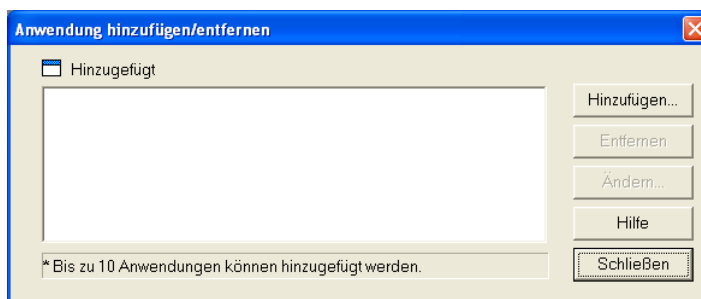 Anwendung hinzufügen/entfernen
Hinzugefügt
Hinzufügen...
Entfernen
Ändern...
Hilfe
Schließen
* Bis zu 10 Anwendungen können hinzugefügt werden.